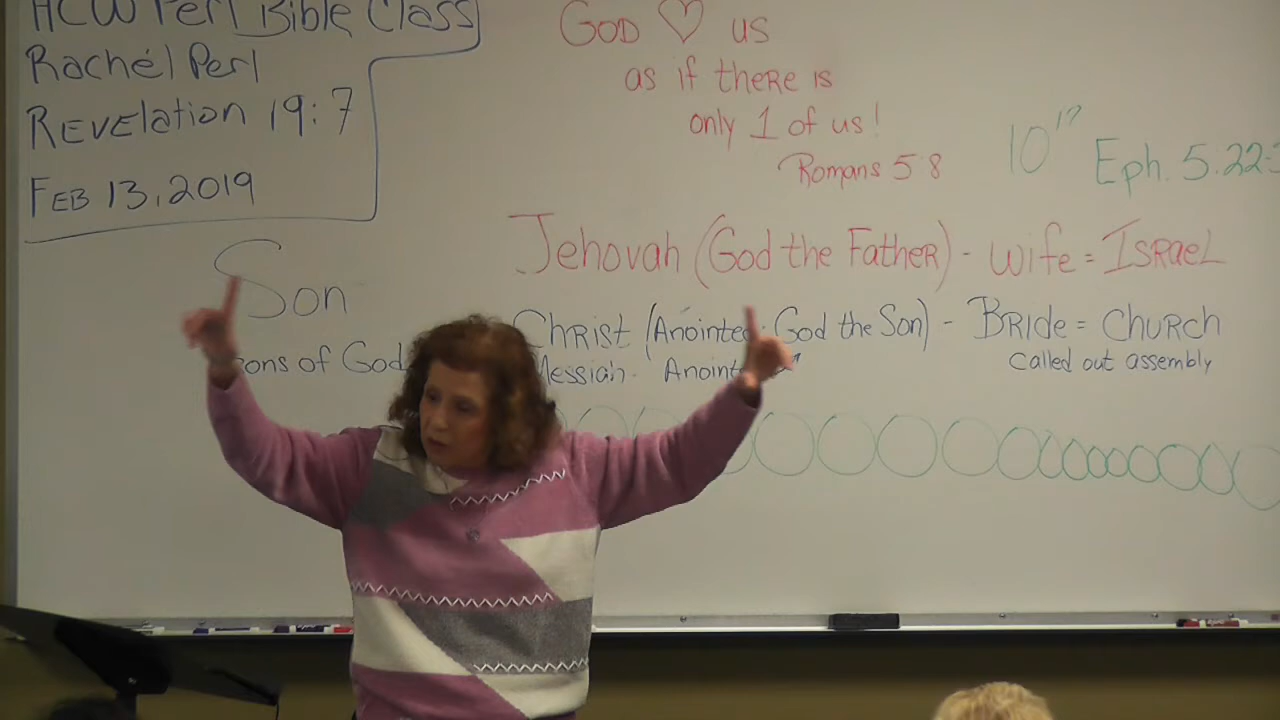 HCW Perl Bible Class
Rachel Perl
Revelation 19:7
Feb 13, 2019
God ♡ us
as if there is
only 1 of us!
Romans 5 8
10¹⁷
Eph. 5.22-
Jehovah (God the Father) - wife = Israel
Son
Christ (Anointed God the Son) - Bride = Church
sons of God
Messiah - Anoint
called out assembly